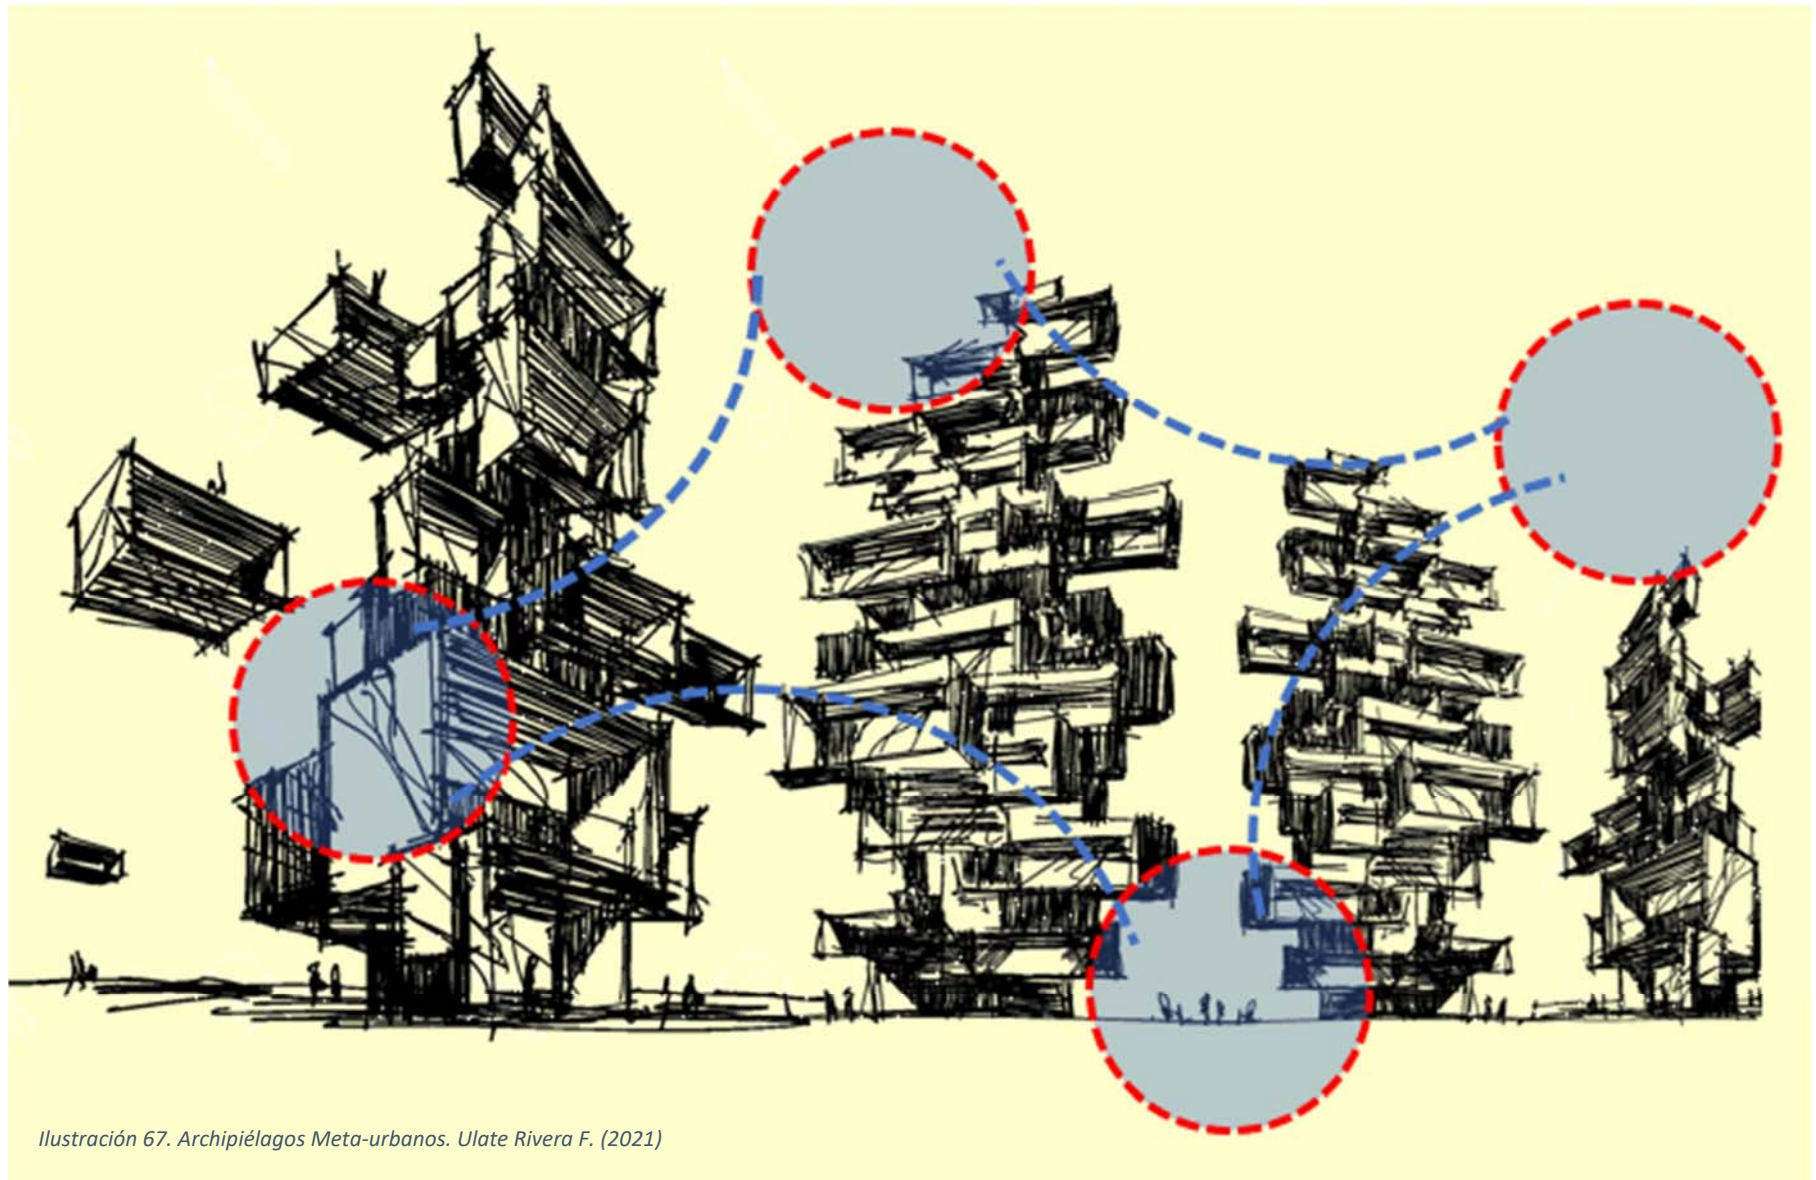 Ilustración 67. Archipiélagos Meta-urbanos. Ulate Rivera F. (2021)